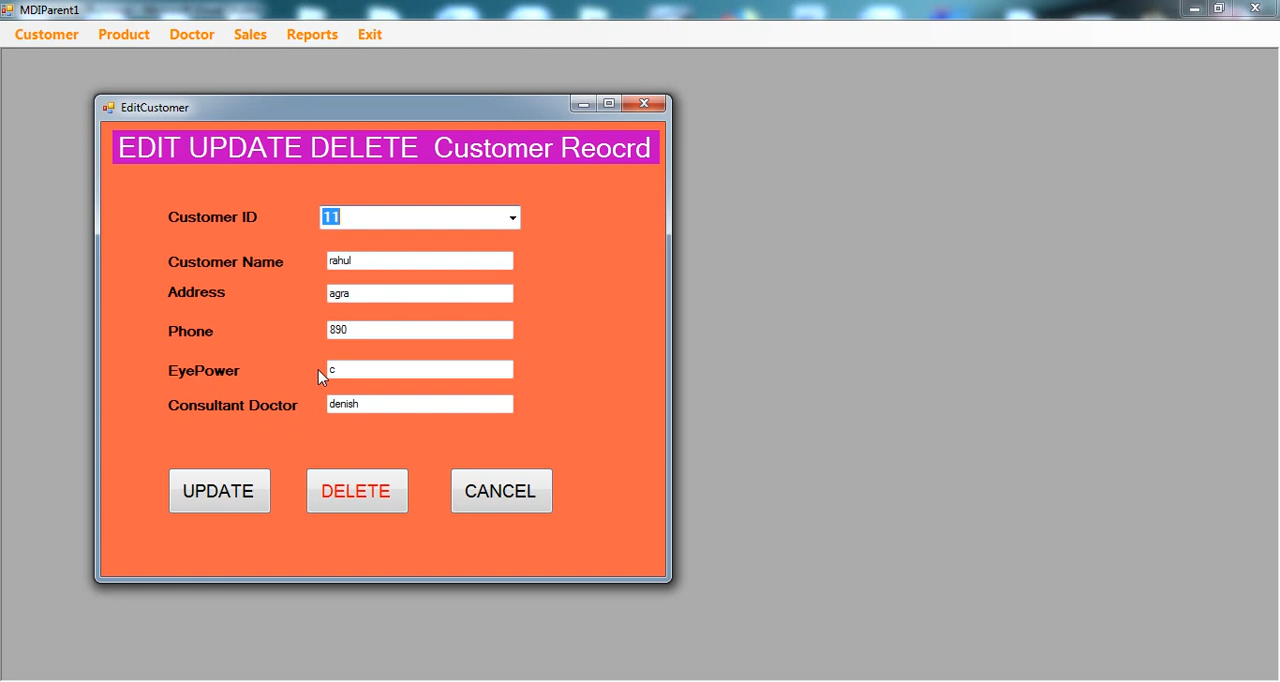 MDIParent1
Customer Product Doctor Sales Reports Exit
EditCustomer
EDIT UPDATE DELETE Customer Reocrd
Customer ID 11
Customer Name rahul
Address agra
Phone 890
EyePower c
Consultant Doctor denish
UPDATE DELETE CANCEL